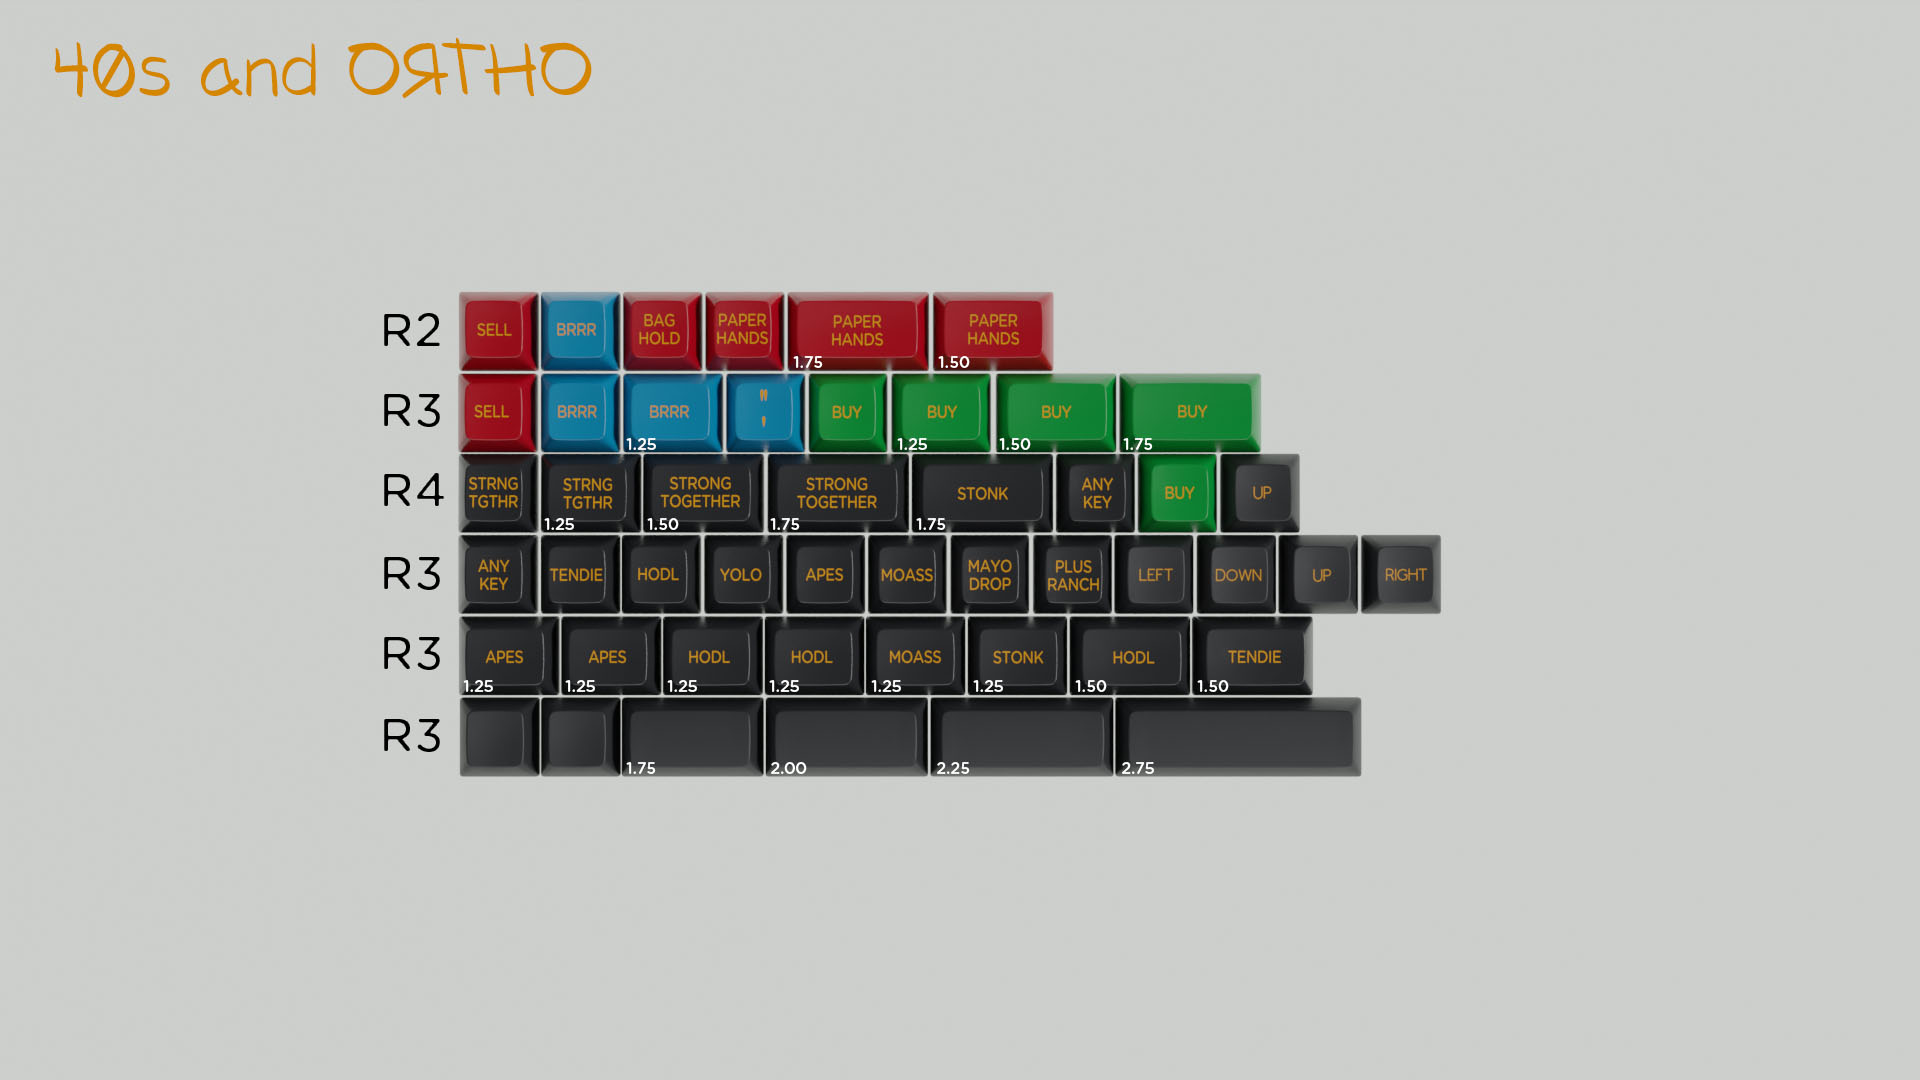 40s and OЯTHO
R2 SELL BRRR BAG HOLD PAPER HANDS PAPER HANDS 1.75 PAPER HANDS 1.50
R3 SELL BRRR BRRR 1.25 " ' BUY BUY 1.25 BUY 1.50 BUY 1.75
R4 STRNG TGTHR STRNG TGTHR 1.25 STRONG TOGETHER 1.50 STRONG TOGETHER 1.75 STONK 1.75 ANY KEY BUY UP
R3 ANY KEY TENDIE HODL YOLO APES MOASS MAYO DROP PLUS RANCH LEFT DOWN UP RIGHT
R3 APES 1.25 APES 1.25 HODL 1.25 HODL 1.25 MOASS 1.25 STONK 1.25 HODL 1.50 TENDIE 1.50
R3 1.75 2.00 2.25 2.75